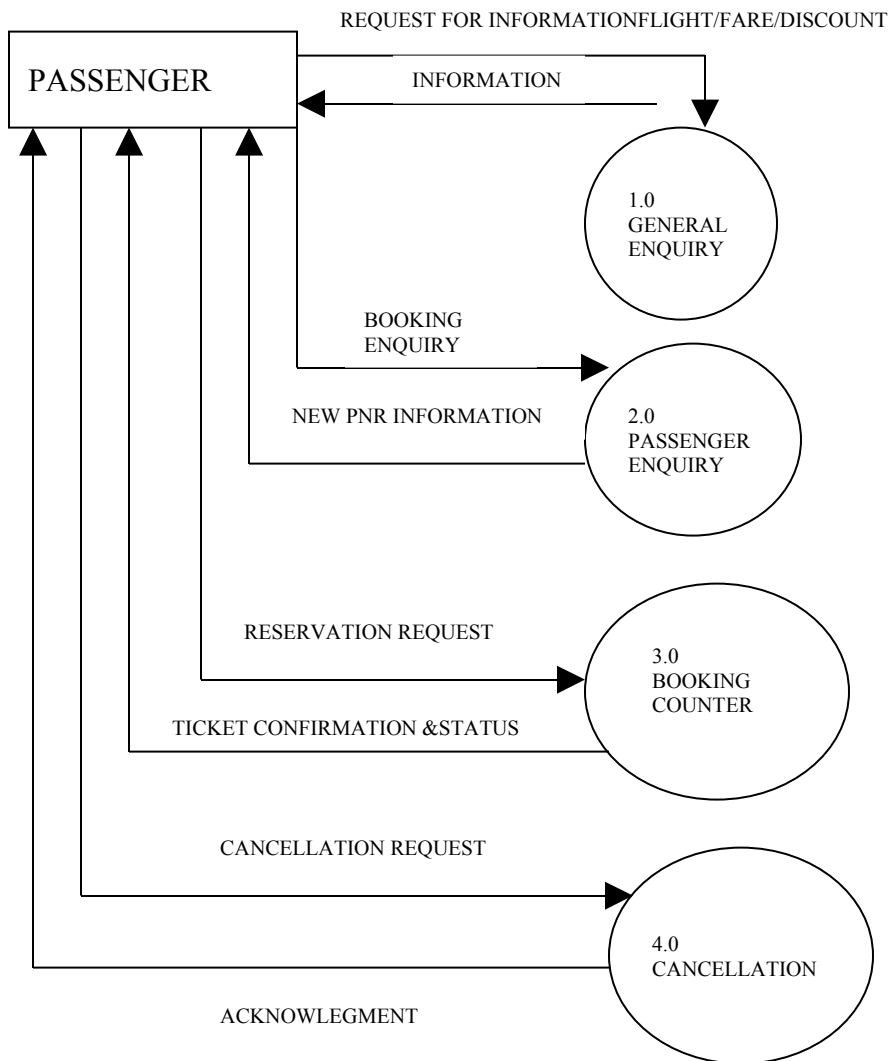 REQUEST FOR INFORMATIONFLIGHT/FARE/DISCOUNT
PASSENGER
INFORMATION
1.0
GENERAL
ENQUIRY
BOOKING
ENQUIRY
NEW PNR INFORMATION
2.0
PASSENGER
ENQUIRY
RESERVATION REQUEST
3.0
BOOKING
COUNTER
TICKET CONFIRMATION &STATUS
CANCELLATION REQUEST
4.0
CANCELLATION
ACKNOWLEGMENT